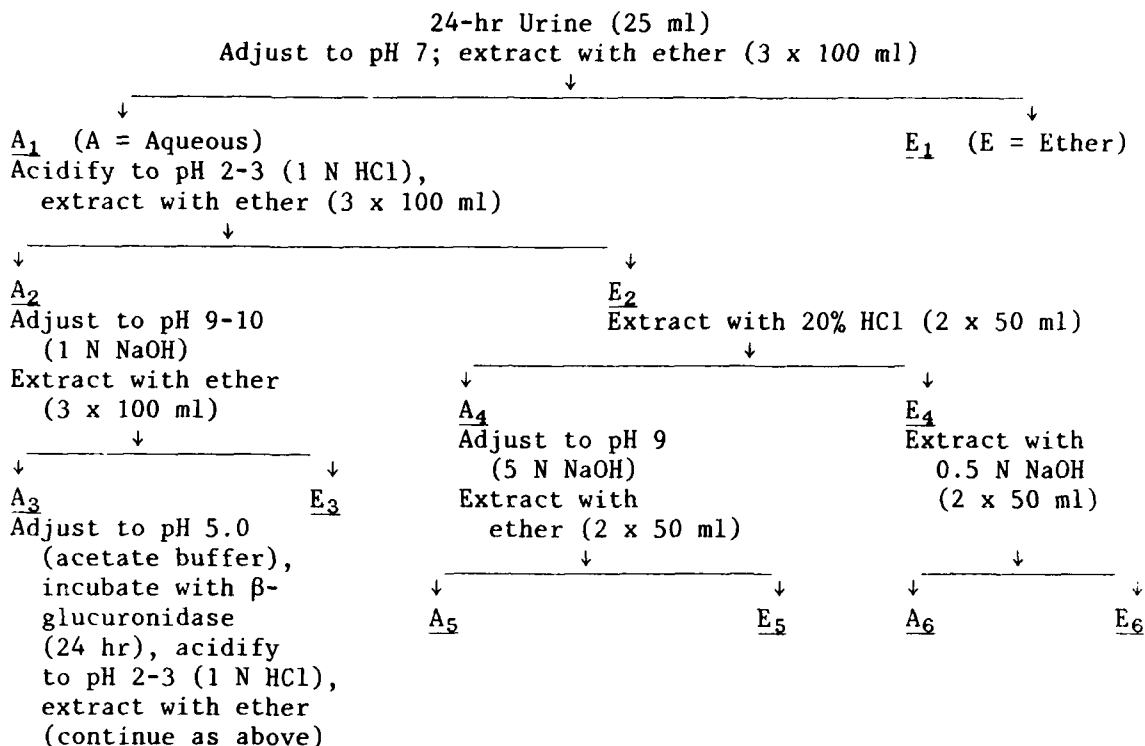 24-hr Urine (25 ml)
Adjust to pH 7; extract with ether (3 x 100 ml)
A1 (A = Aqueous)
E1 (E = Ether)
Acidify to pH 2-3 (1 N HCl),
extract with ether (3 x 100 ml)
A2
Adjust to pH 9-10
(1 N NaOH)
Extract with ether
(3 x 100 ml)
E2
Extract with 20% HCl (2 x 50 ml)
A3
Adjust to pH 5.0
(acetate buffer),
incubate with β-
glucuronidase
(24 hr), acidify
to pH 2-3 (1 N HCl),
extract with ether
(continue as above)
E3
A4
Adjust to pH 9
(5 N NaOH)
Extract with
ether (2 x 50 ml)
E4
Extract with
0.5 N NaOH
(2 x 50 ml)
A5
E5
A6
E6